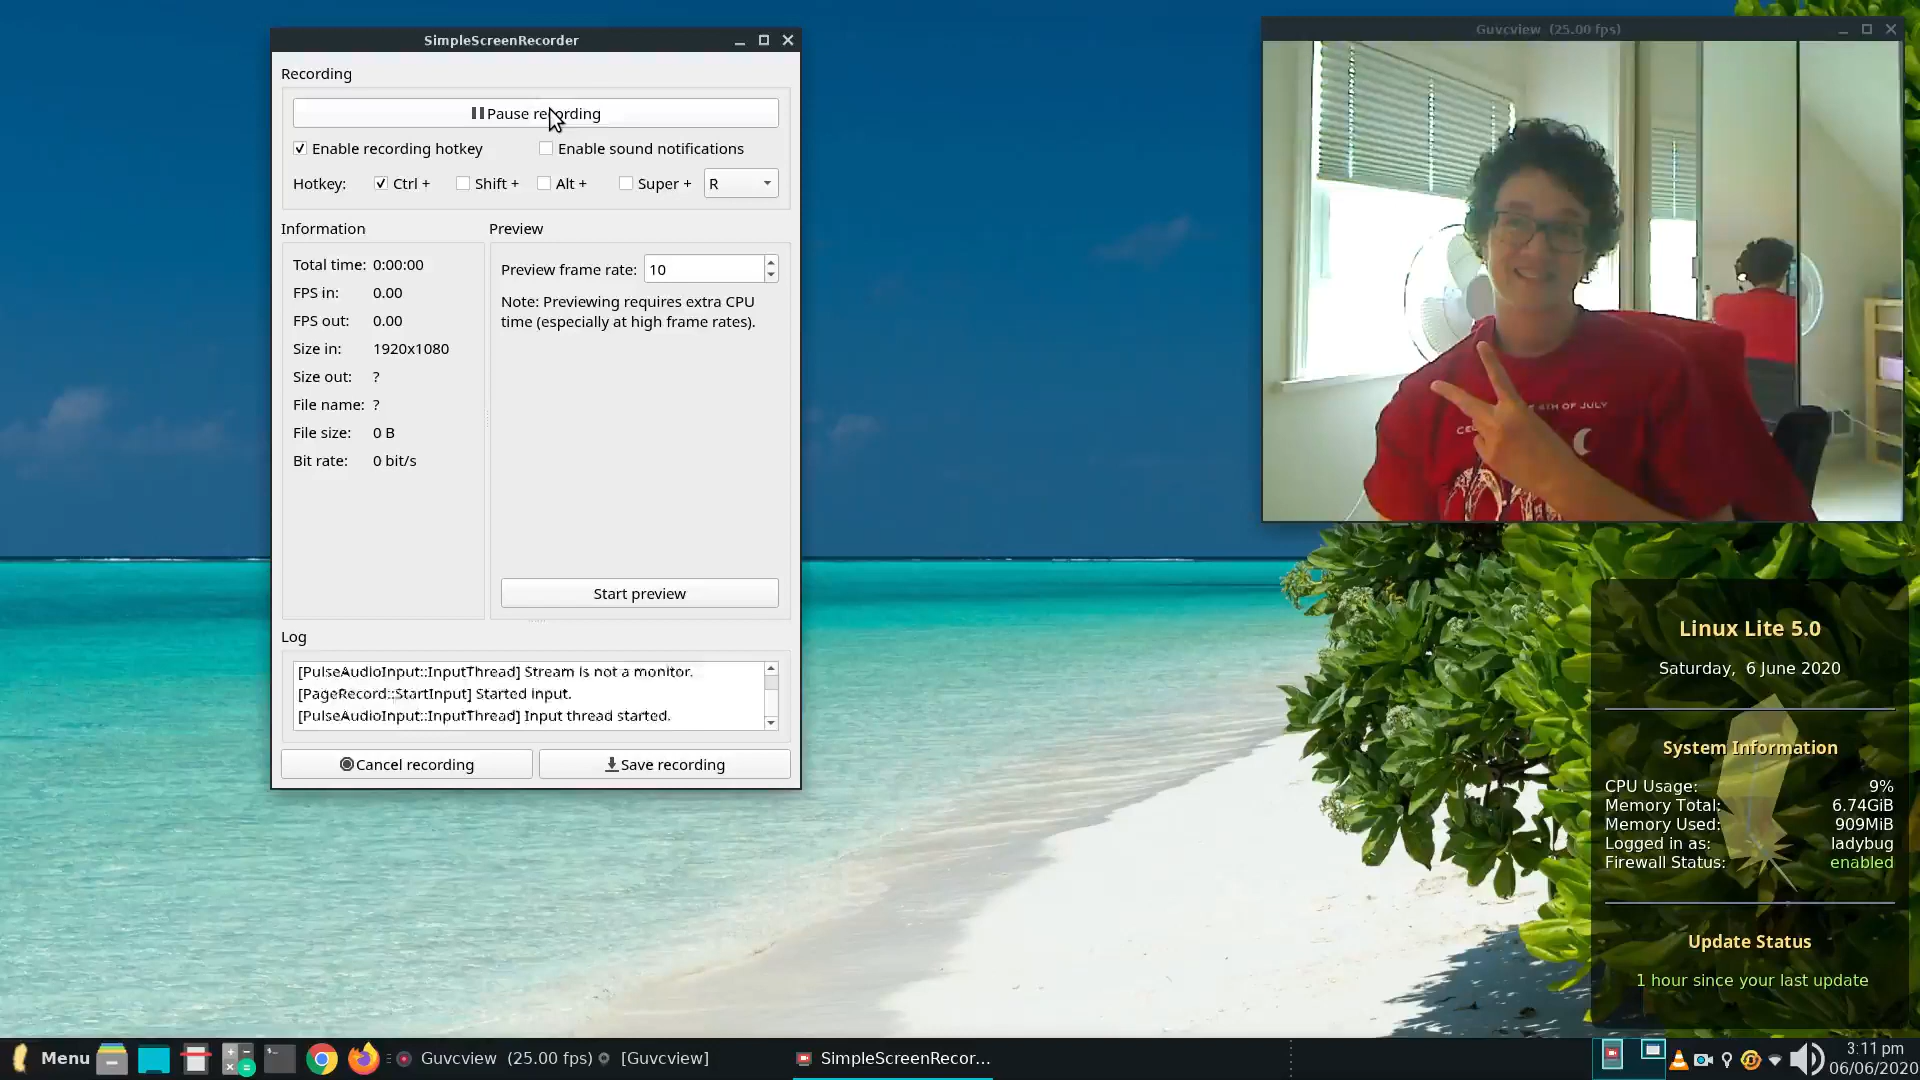 SimpleScreenRecorder
Recording
Pause recording
Enable recording hotkey
Enable sound notifications
Hotkey: Ctrl + Shift + Alt + Super + R
Information
Total time: 0:00:00
FPS in: 0.00
FPS out: 0.00
Size in: 1920x1080
Size out: ?
File name: ?
File size: 0 B
Bit rate: 0 bit/s
Preview
Preview frame rate: 10
Note: Previewing requires extra CPU
time (especially at high frame rates).
Start preview
Log
[PulseAudioInput::InputThread] Stream is not a monitor.
[PageRecord::StartInput] Started input.
[PulseAudioInput::InputThread] Input thread started.
Cancel recording
Save recording
Guvcview (25.00 fps)
4TH OF JULY
Linux Lite 5.0
Saturday, 6 June 2020
System Information
CPU Usage: 9%
Memory Total: 6.74GiB
Memory Used: 909MiB
Logged in as: ladybug
Firewall Status: enabled
Update Status
1 hour since your last update
Menu
Guvcview (25.00 fps)
[Guvcview]
SimpleScreenRecor...
3:11 pm
06/06/2020